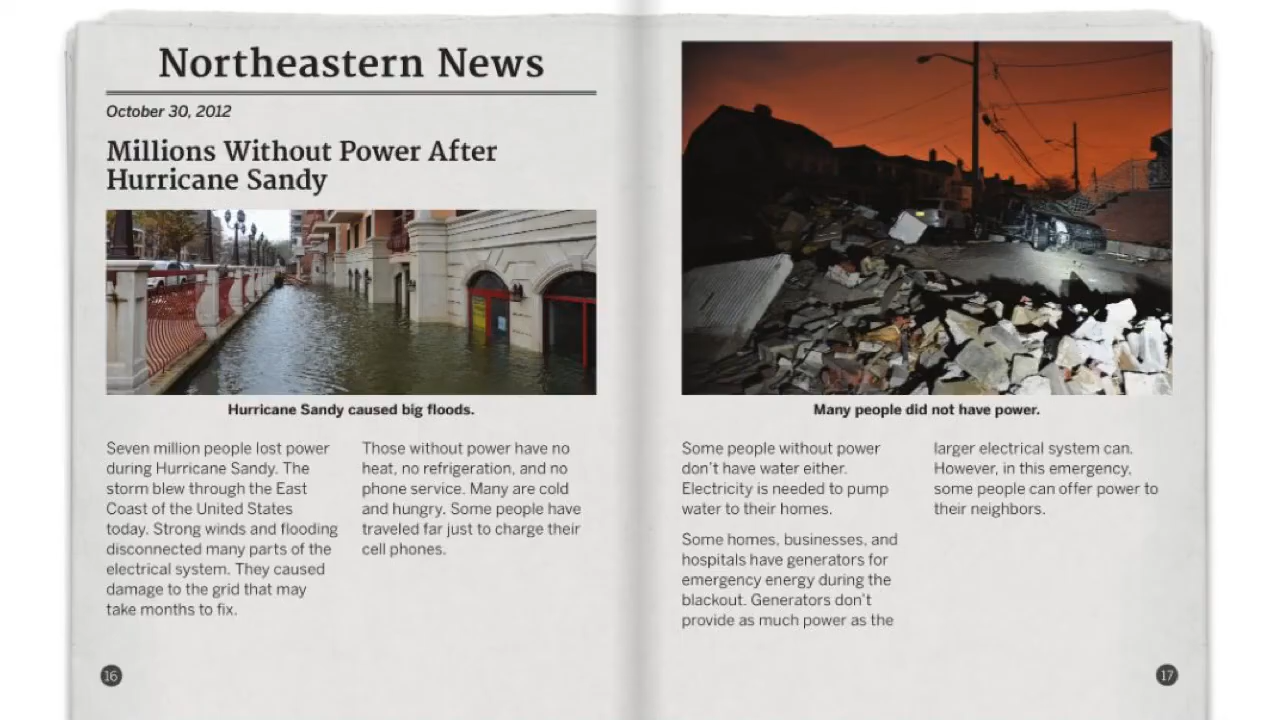 Northeastern News
October 30, 2012
Millions Without Power After
Hurricane Sandy
Hurricane Sandy caused big floods.
Seven million people lost power
during Hurricane Sandy. The
storm blew through the East
Coast of the United States
today. Strong winds and flooding
disconnected many parts of the
electrical system. They caused
damage to the grid that may
take months to fix.
Those without power have no
heat, no refrigeration, and no
phone service. Many are cold
and hungry. Some people have
traveled far just to charge their
cell phones.
16
Many people did not have power.
Some people without power
don't have water either.
Electricity is needed to pump
water to their homes.
Some homes, businesses, and
hospitals have generators for
emergency energy during the
blackout. Generators don't
provide as much power as the
larger electrical system can.
However, in this emergency,
some people can offer power to
their neighbors.
17